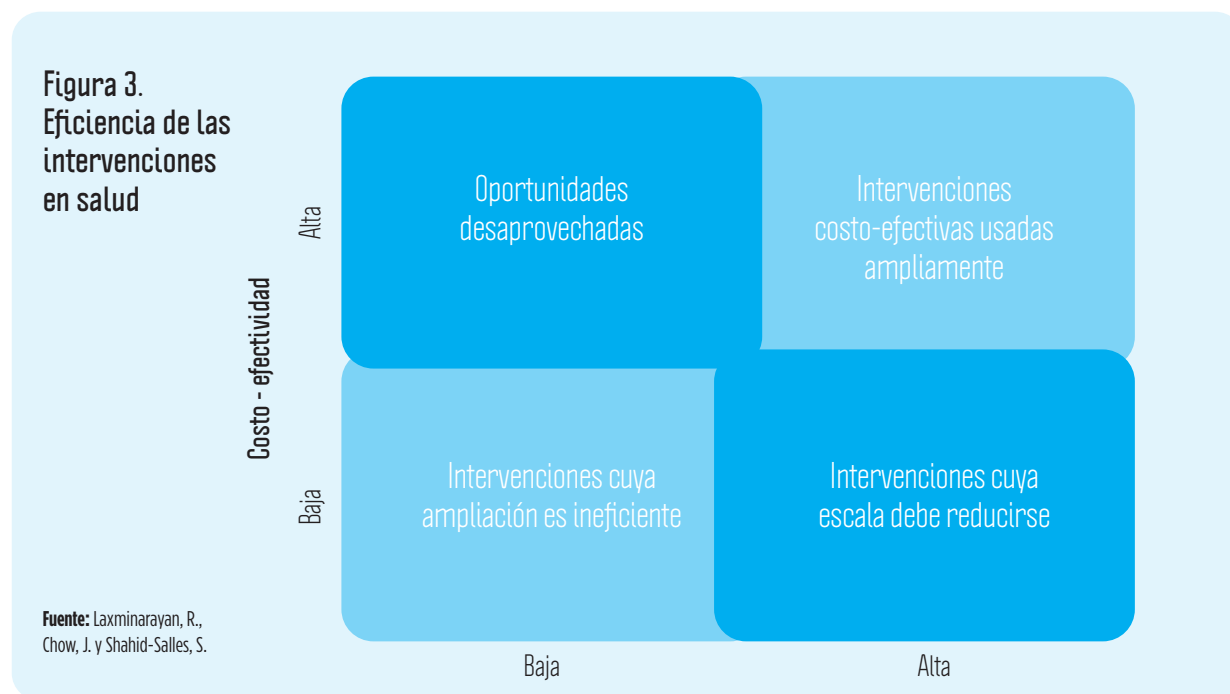 Figura 3.
Eficiencia de las
intervenciones
en salud
Costo - efectividad
Alta
Baja
Oportunidades
desaprovechadas
Intervenciones
costo-efectivas usadas
ampliamente
Intervenciones cuya
ampliación es ineficiente
Intervenciones cuya
escala debe reducirse
Baja
Alta
Fuente: Laxminarayan, R.,
Chow, J. y Shahid-Salles, S.